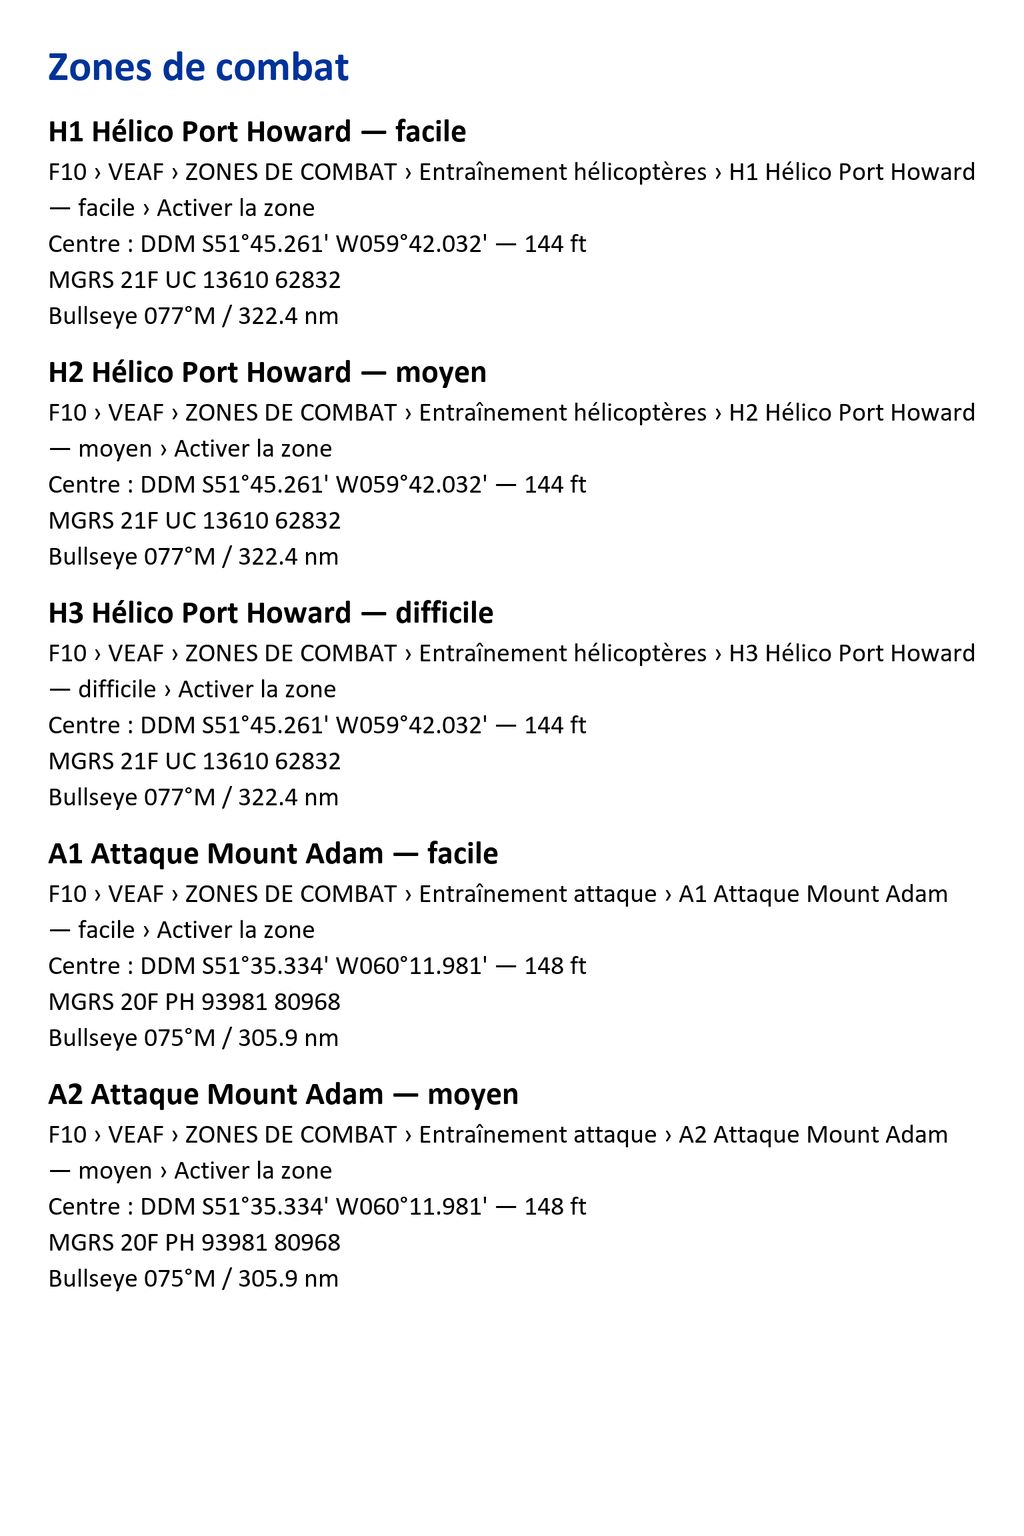 Zones de combat
H1 Hélico Port Howard — facile
F10 › VEAF › ZONES DE COMBAT › Entraînement hélicoptères › H1 Hélico Port Howard
— facile › Activer la zone
Centre : DDM S51°45.261' W059°42.032' — 144 ft
MGRS 21F UC 13610 62832
Bullseye 077°M / 322.4 nm
H2 Hélico Port Howard — moyen
F10 › VEAF › ZONES DE COMBAT › Entraînement hélicoptères › H2 Hélico Port Howard
— moyen › Activer la zone
Centre : DDM S51°45.261' W059°42.032' — 144 ft
MGRS 21F UC 13610 62832
Bullseye 077°M / 322.4 nm
H3 Hélico Port Howard — difficile
F10 › VEAF › ZONES DE COMBAT › Entraînement hélicoptères › H3 Hélico Port Howard
— difficile › Activer la zone
Centre : DDM S51°45.261' W059°42.032' — 144 ft
MGRS 21F UC 13610 62832
Bullseye 077°M / 322.4 nm
A1 Attaque Mount Adam — facile
F10 › VEAF › ZONES DE COMBAT › Entraînement attaque › A1 Attaque Mount Adam
— facile › Activer la zone
Centre : DDM S51°35.334' W060°11.981' — 148 ft
MGRS 20F PH 93981 80968
Bullseye 075°M / 305.9 nm
A2 Attaque Mount Adam — moyen
F10 › VEAF › ZONES DE COMBAT › Entraînement attaque › A2 Attaque Mount Adam
— moyen › Activer la zone
Centre : DDM S51°35.334' W060°11.981' — 148 ft
MGRS 20F PH 93981 80968
Bullseye 075°M / 305.9 nm